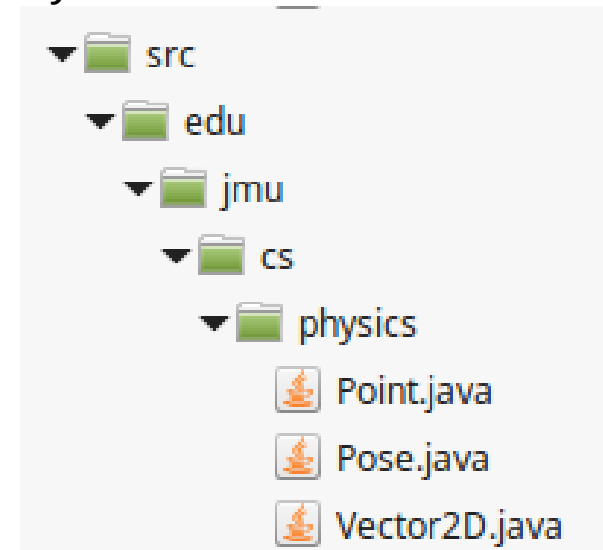 src
edu
jmu
cs
physics
Point.java
Pose.java
Vector2D.java